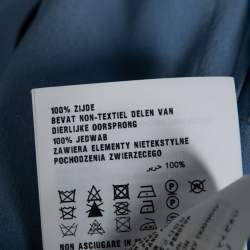 100% ZIJDE
BEVAT NON-TEXTIEL DELEN VAN
DIERLIJKE OORSPRONG
100% JEDWAB
ZAWIERA ELEMENTY NIETEKSTYLNE
POCHODZENIA ZWIERZECEGO
100% حرير
NON ASCIUGARE IN